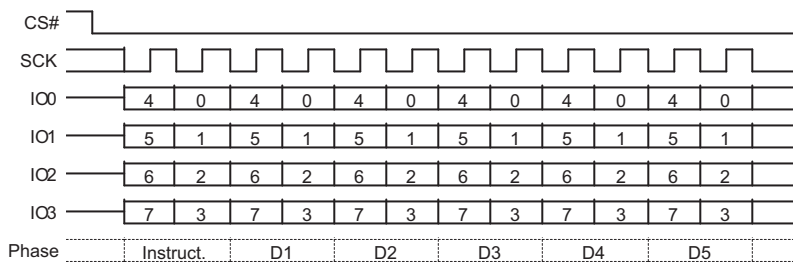 CS#
SCK
IO0 4 0 4 0 4 0 4 0 4 0 4 0
IO1 5 1 5 1 5 1 5 1 5 1 5 1
IO2 6 2 6 2 6 2 6 2 6 2 6 2
IO3 7 3 7 3 7 3 7 3 7 3 7 3
Phase Instruct. D1 D2 D3 D4 D5